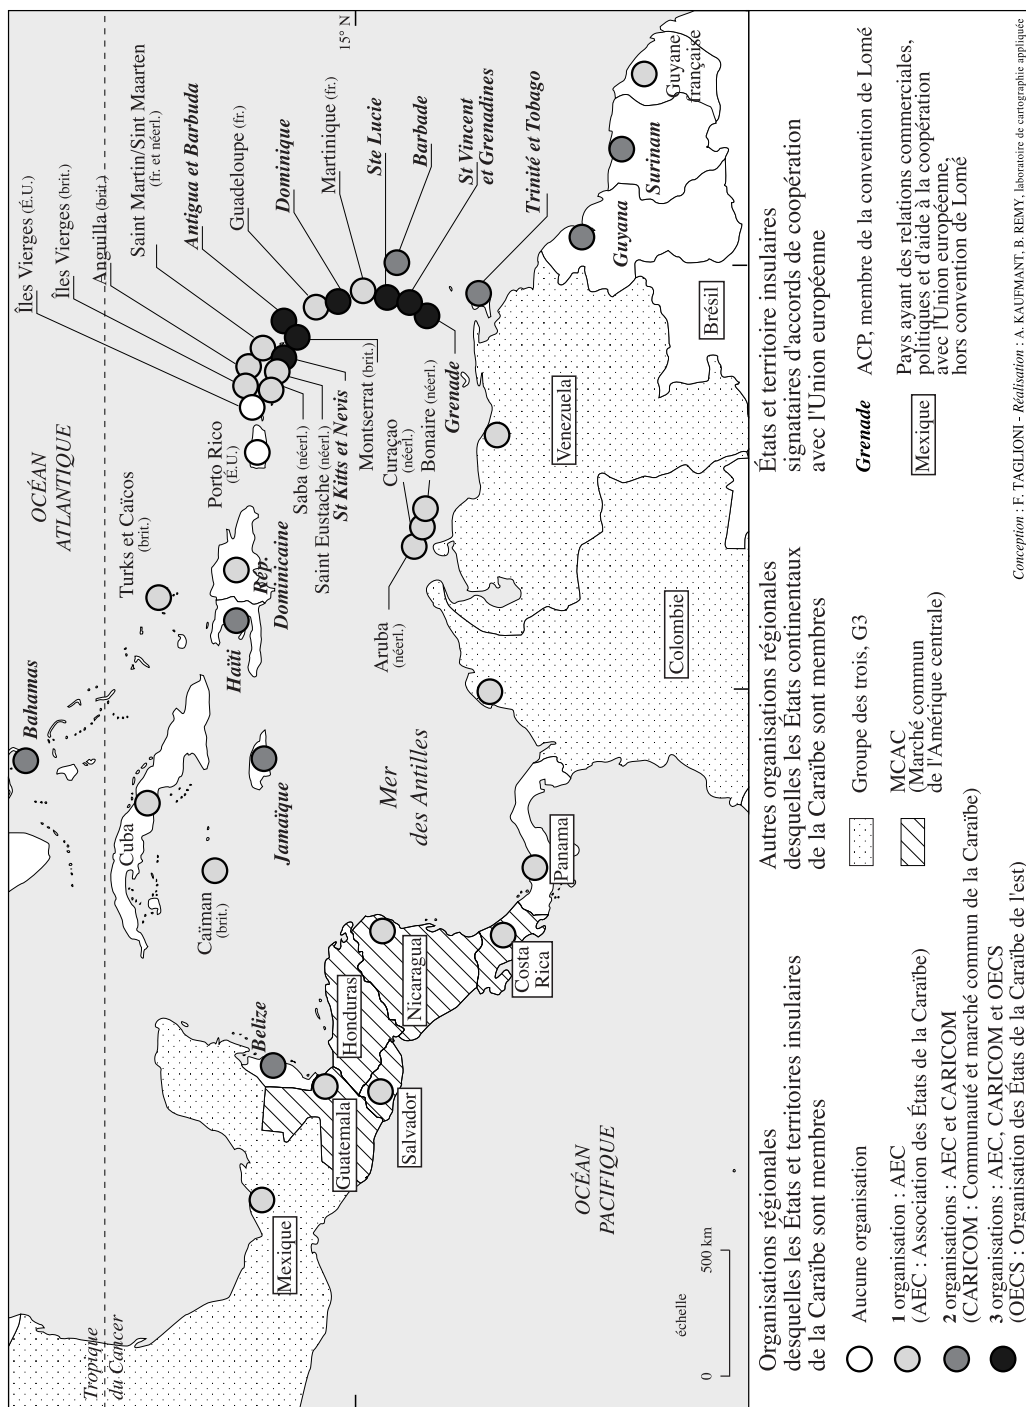 Tropique
du Cancer
OCÉAN
ATLANTIQUE
OCÉAN
PACIFIQUE
Mer
des Antilles
15° N
Mexique
Guatemala
Belize
Salvador
Honduras
Nicaragua
Costa
Rica
Panama
Caïman
(brit.)
Cuba
Bahamas
Jamaïque
Haïti
Rép.
Dominicaine
Turks et Caïcos
(brit.)
Porto Rico
(É.U.)
Îles Vierges (É.U.)
Îles Vierges (brit.)
Anguilla (brit.)
Saint Martin/Sint Maarten
(fr. et néerl.)
Antigua et Barbuda
Guadeloupe (fr.)
Dominique
Martinique (fr.)
Ste Lucie
Barbade
St Vincent
et Grenadines
Trinité et Tobago
Saba (néerl.)
Saint Eustache (néerl.)
St Kitts et Nevis
Montserrat (brit.)
Curaçao
(néerl.)
Bonaire (néerl.)
Grenade
Aruba
(néerl.)
Colombie
Venezuela
Brésil
Guyana
Surinam
Guyane
française
échelle
0
500 km
Organisations régionales
desquelles les États et territoires insulaires
de la Caraïbe sont membres
Aucune organisation
1 organisation : AEC
(AEC : Association des États de la Caraïbe)
2 organisations : AEC et CARICOM
(CARICOM : Communauté et marché commun de la Caraïbe)
3 organisations : AEC, CARICOM et OECS
(OECS : Organisation des États de la Caraïbe de l'est)
Autres organisations régionales
desquelles les États continentaux
de la Caraïbe sont membres
Groupe des trois, G3
MCAC
(Marché commun
de l'Amérique centrale)
États et territoire insulaires
signataires d'accords de coopération
avec l'Union européenne
Grenade
ACP, membre de la convention de Lomé
Mexique
Pays ayant des relations commerciales,
politiques et d'aide à la coopération
avec l'Union européenne,
hors convention de Lomé
Conception : F. TAGLIONI - Réalisation : A. KAUFMANT, B. REMY, laboratoire de cartographie appliquée